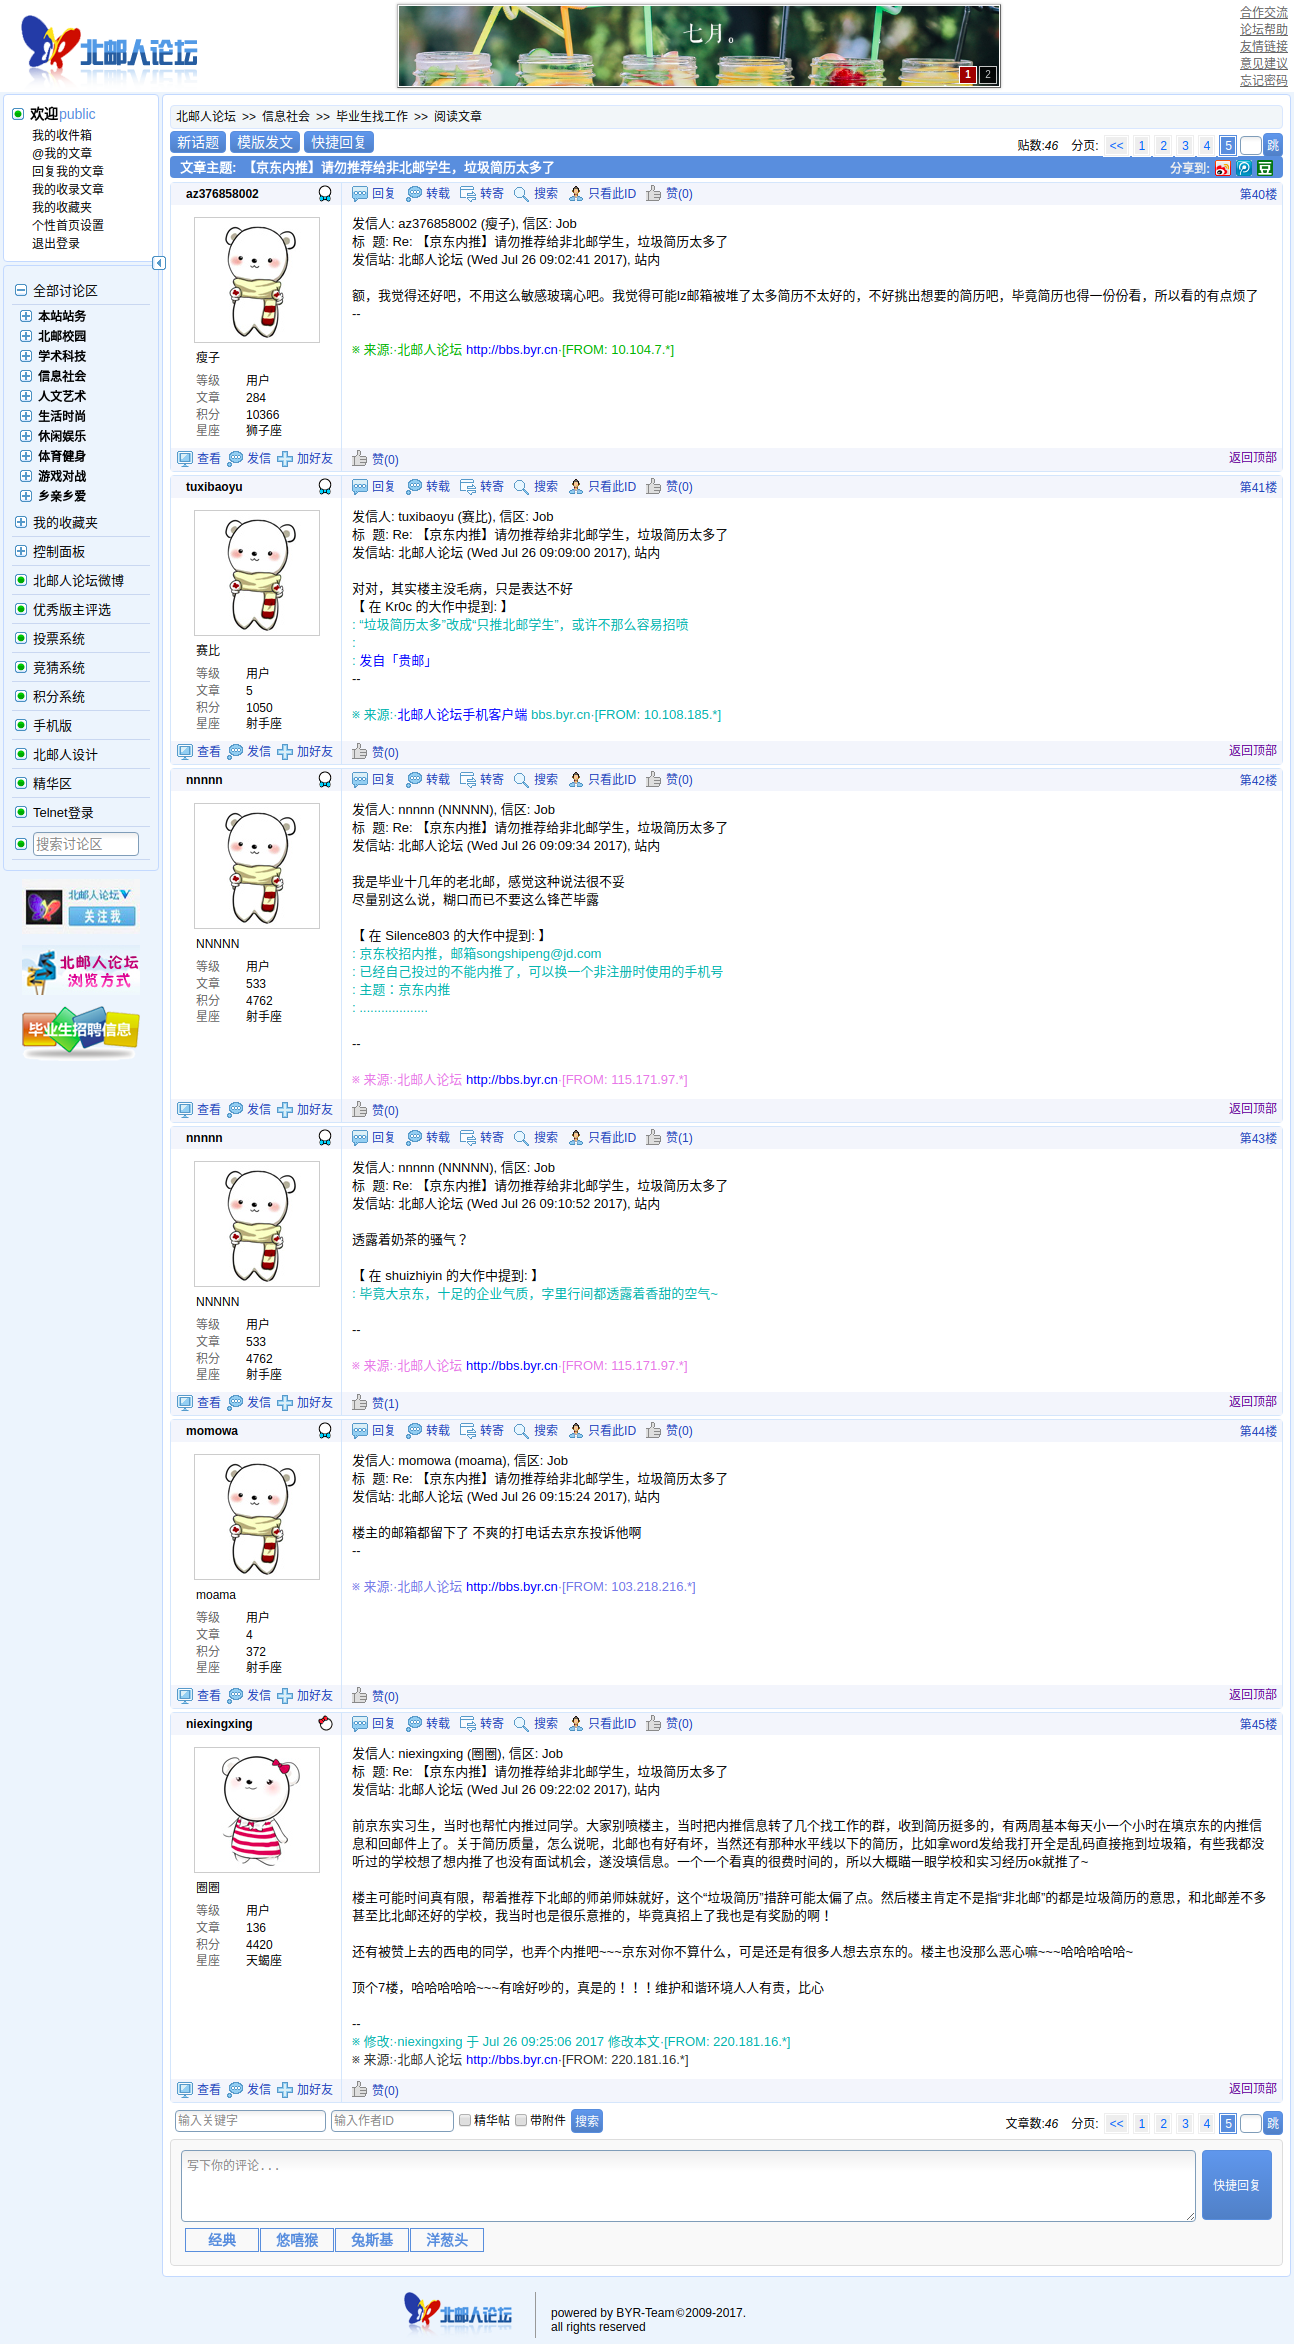 北邮人论坛
七月。
1 2
合作交流
论坛帮助
友情链接
意见建议
忘记密码
欢迎public
我的收件箱
@我的文章
回复我的文章
我的收录文章
我的收藏夹
个性首页设置
退出登录
全部讨论区
本站站务
北邮校园
学术科技
信息社会
人文艺术
生活时尚
休闲娱乐
体育健身
游戏对战
乡亲乡爱
我的收藏夹
控制面板
北邮人论坛微博
优秀版主评选
投票系统
竞猜系统
积分系统
手机版
北邮人设计
精华区
Telnet登录
搜索讨论区
北邮人论坛
关注我
北邮人论坛
浏览方式
毕业生招聘信息
北邮人论坛 >> 信息社会 >> 毕业生找工作 >> 阅读文章
新话题 模版发文 快捷回复
贴数:46 分页: << 1 2 3 4 5 跳
文章主题: 【京东内推】请勿推荐给非北邮学生，垃圾简历太多了
分享到: 豆
az376858002
回复 转载 转寄 搜索 只看此ID 赞(0) 第40楼
瘦子
等级 用户
文章 284
积分 10366
星座 狮子座
发信人: az376858002 (瘦子), 信区: Job
标 题: Re: 【京东内推】请勿推荐给非北邮学生，垃圾简历太多了
发信站: 北邮人论坛 (Wed Jul 26 09:02:41 2017), 站内
额，我觉得还好吧，不用这么敏感玻璃心吧。我觉得可能lz邮箱被堆了太多简历不太好的，不好挑出想要的简历吧，毕竟简历也得一份份看，所以看的有点烦了
--
※ 来源:·北邮人论坛 http://bbs.byr.cn·[FROM: 10.104.7.*]
查看 发信 加好友 赞(0) 返回顶部
tuxibaoyu
回复 转载 转寄 搜索 只看此ID 赞(0) 第41楼
赛比
等级 用户
文章 5
积分 1050
星座 射手座
发信人: tuxibaoyu (赛比), 信区: Job
标 题: Re: 【京东内推】请勿推荐给非北邮学生，垃圾简历太多了
发信站: 北邮人论坛 (Wed Jul 26 09:09:00 2017), 站内
对对，其实楼主没毛病，只是表达不好
【 在 Kr0c 的大作中提到: 】
: “垃圾简历太多”改成“只推北邮学生”，或许不那么容易招喷
:
: 发自「贵邮」
--
※ 来源:·北邮人论坛手机客户端 bbs.byr.cn·[FROM: 10.108.185.*]
查看 发信 加好友 赞(0) 返回顶部
nnnnn
回复 转载 转寄 搜索 只看此ID 赞(0) 第42楼
NNNNN
等级 用户
文章 533
积分 4762
星座 射手座
发信人: nnnnn (NNNNN), 信区: Job
标 题: Re: 【京东内推】请勿推荐给非北邮学生，垃圾简历太多了
发信站: 北邮人论坛 (Wed Jul 26 09:09:34 2017), 站内
我是毕业十几年的老北邮，感觉这种说法很不妥
尽量别这么说，糊口而已不要这么锋芒毕露
【 在 Silence803 的大作中提到: 】
: 京东校招内推，邮箱songshipeng@jd.com
: 已经自己投过的不能内推了，可以换一个非注册时使用的手机号
: 主题：京东内推
: ...................
--
※ 来源:·北邮人论坛 http://bbs.byr.cn·[FROM: 115.171.97.*]
查看 发信 加好友 赞(0) 返回顶部
nnnnn
回复 转载 转寄 搜索 只看此ID 赞(1) 第43楼
NNNNN
等级 用户
文章 533
积分 4762
星座 射手座
发信人: nnnnn (NNNNN), 信区: Job
标 题: Re: 【京东内推】请勿推荐给非北邮学生，垃圾简历太多了
发信站: 北邮人论坛 (Wed Jul 26 09:10:52 2017), 站内
透露着奶茶的骚气？
【 在 shuizhiyin 的大作中提到: 】
: 毕竟大京东，十足的企业气质，字里行间都透露着香甜的空气~
--
※ 来源:·北邮人论坛 http://bbs.byr.cn·[FROM: 115.171.97.*]
查看 发信 加好友 赞(1) 返回顶部
momowa
回复 转载 转寄 搜索 只看此ID 赞(0) 第44楼
moama
等级 用户
文章 4
积分 372
星座 射手座
发信人: momowa (moama), 信区: Job
标 题: Re: 【京东内推】请勿推荐给非北邮学生，垃圾简历太多了
发信站: 北邮人论坛 (Wed Jul 26 09:15:24 2017), 站内
楼主的邮箱都留下了 不爽的打电话去京东投诉他啊
--
※ 来源:·北邮人论坛 http://bbs.byr.cn·[FROM: 103.218.216.*]
查看 发信 加好友 赞(0) 返回顶部
niexingxing
回复 转载 转寄 搜索 只看此ID 赞(0) 第45楼
圈圈
等级 用户
文章 136
积分 4420
星座 天蝎座
发信人: niexingxing (圈圈), 信区: Job
标 题: Re: 【京东内推】请勿推荐给非北邮学生，垃圾简历太多了
发信站: 北邮人论坛 (Wed Jul 26 09:22:02 2017), 站内
前京东实习生，当时也帮忙内推过同学。大家别喷楼主，当时把内推信息转了几个找工作的群，收到简历挺多的，有两周基本每天小一个小时在填京东的内推信
息和回邮件上了。关于简历质量，怎么说呢，北邮也有好有坏，当然还有那种水平线以下的简历，比如拿word发给我打开全是乱码直接拖到垃圾箱，有些我都没
听过的学校想了想内推了也没有面试机会，遂没填信息。一个一个看真的很费时间的，所以大概瞄一眼学校和实习经历ok就推了~
楼主可能时间真有限，帮着推荐下北邮的师弟师妹就好，这个“垃圾简历”措辞可能太偏了点。然后楼主肯定不是指“非北邮”的都是垃圾简历的意思，和北邮差不多
甚至比北邮还好的学校，我当时也是很乐意推的，毕竟真招上了我也是有奖励的啊！
还有被赞上去的西电的同学，也弄个内推吧~~~京东对你不算什么，可是还是有很多人想去京东的。楼主也没那么恶心嘛~~~哈哈哈哈哈~
顶个7楼，哈哈哈哈哈~~~有啥好吵的，真是的！！！维护和谐环境人人有责，比心
--
※ 修改:·niexingxing 于 Jul 26 09:25:06 2017 修改本文·[FROM: 220.181.16.*]
※ 来源:·北邮人论坛 http://bbs.byr.cn·[FROM: 220.181.16.*]
查看 发信 加好友 赞(0) 返回顶部
输入关键字 输入作者ID 精华帖 带附件 搜索
文章数:46 分页: << 1 2 3 4 5 跳
写下你的评论...
快捷回复
经典 悠嘻猴 兔斯基 洋葱头
北邮人论坛
powered by BYR-Team©2009-2017.
all rights reserved